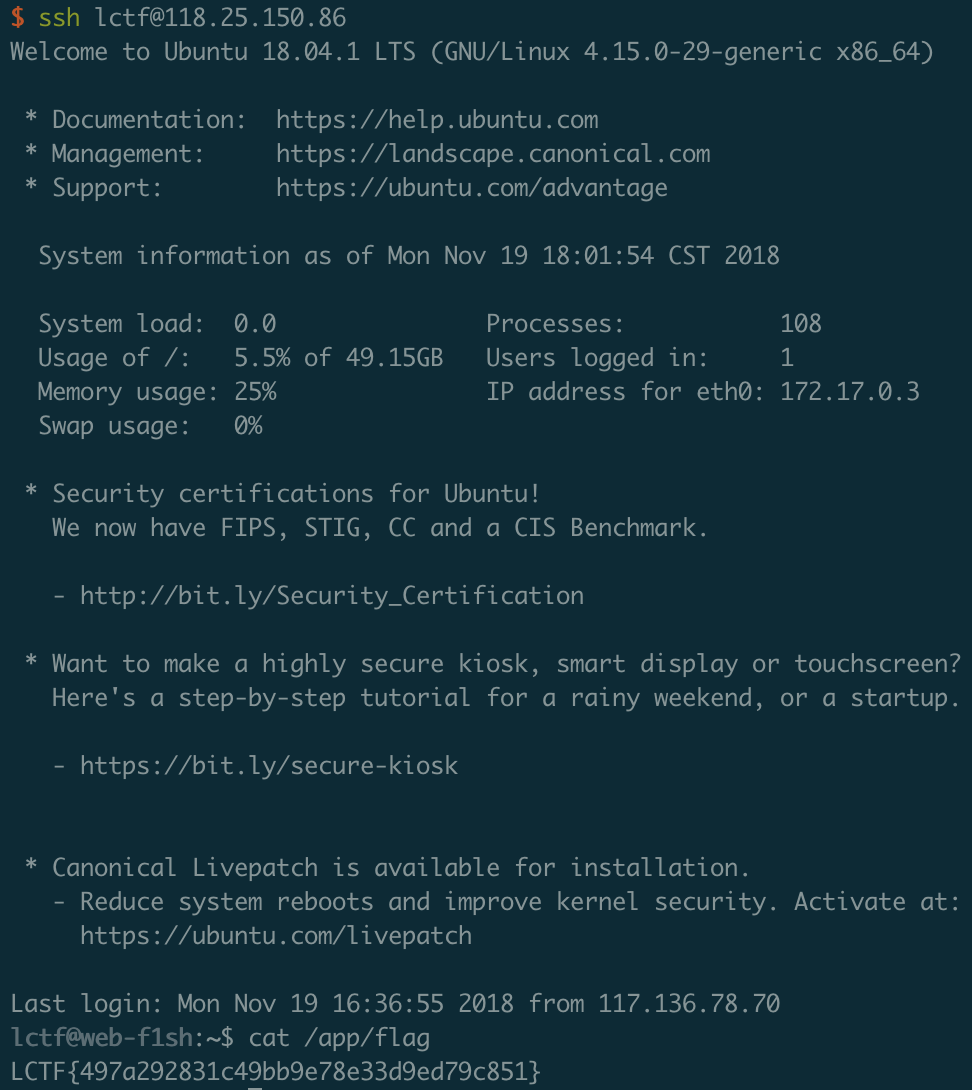 $ ssh lctf@118.25.150.86
Welcome to Ubuntu 18.04.1 LTS (GNU/Linux 4.15.0-29-generic x86_64)
* Documentation:  https://help.ubuntu.com
* Management:     https://landscape.canonical.com
* Support:        https://ubuntu.com/advantage
System information as of Mon Nov 19 18:01:54 CST 2018
System load:  0.0               Processes:           108
Usage of /:   5.5% of 49.15GB   Users logged in:     1
Memory usage: 25%               IP address for eth0: 172.17.0.3
Swap usage:   0%
* Security certifications for Ubuntu!
We now have FIPS, STIG, CC and a CIS Benchmark.
- http://bit.ly/Security_Certification
* Want to make a highly secure kiosk, smart display or touchscreen?
Here's a step-by-step tutorial for a rainy weekend, or a startup.
- https://bit.ly/secure-kiosk
* Canonical Livepatch is available for installation.
- Reduce system reboots and improve kernel security. Activate at:
https://ubuntu.com/livepatch
Last login: Mon Nov 19 16:36:55 2018 from 117.136.78.70
lctf@web-f1sh:~$ cat /app/flag
LCTF{497a292831c49bb9e78e33d9ed79c851}